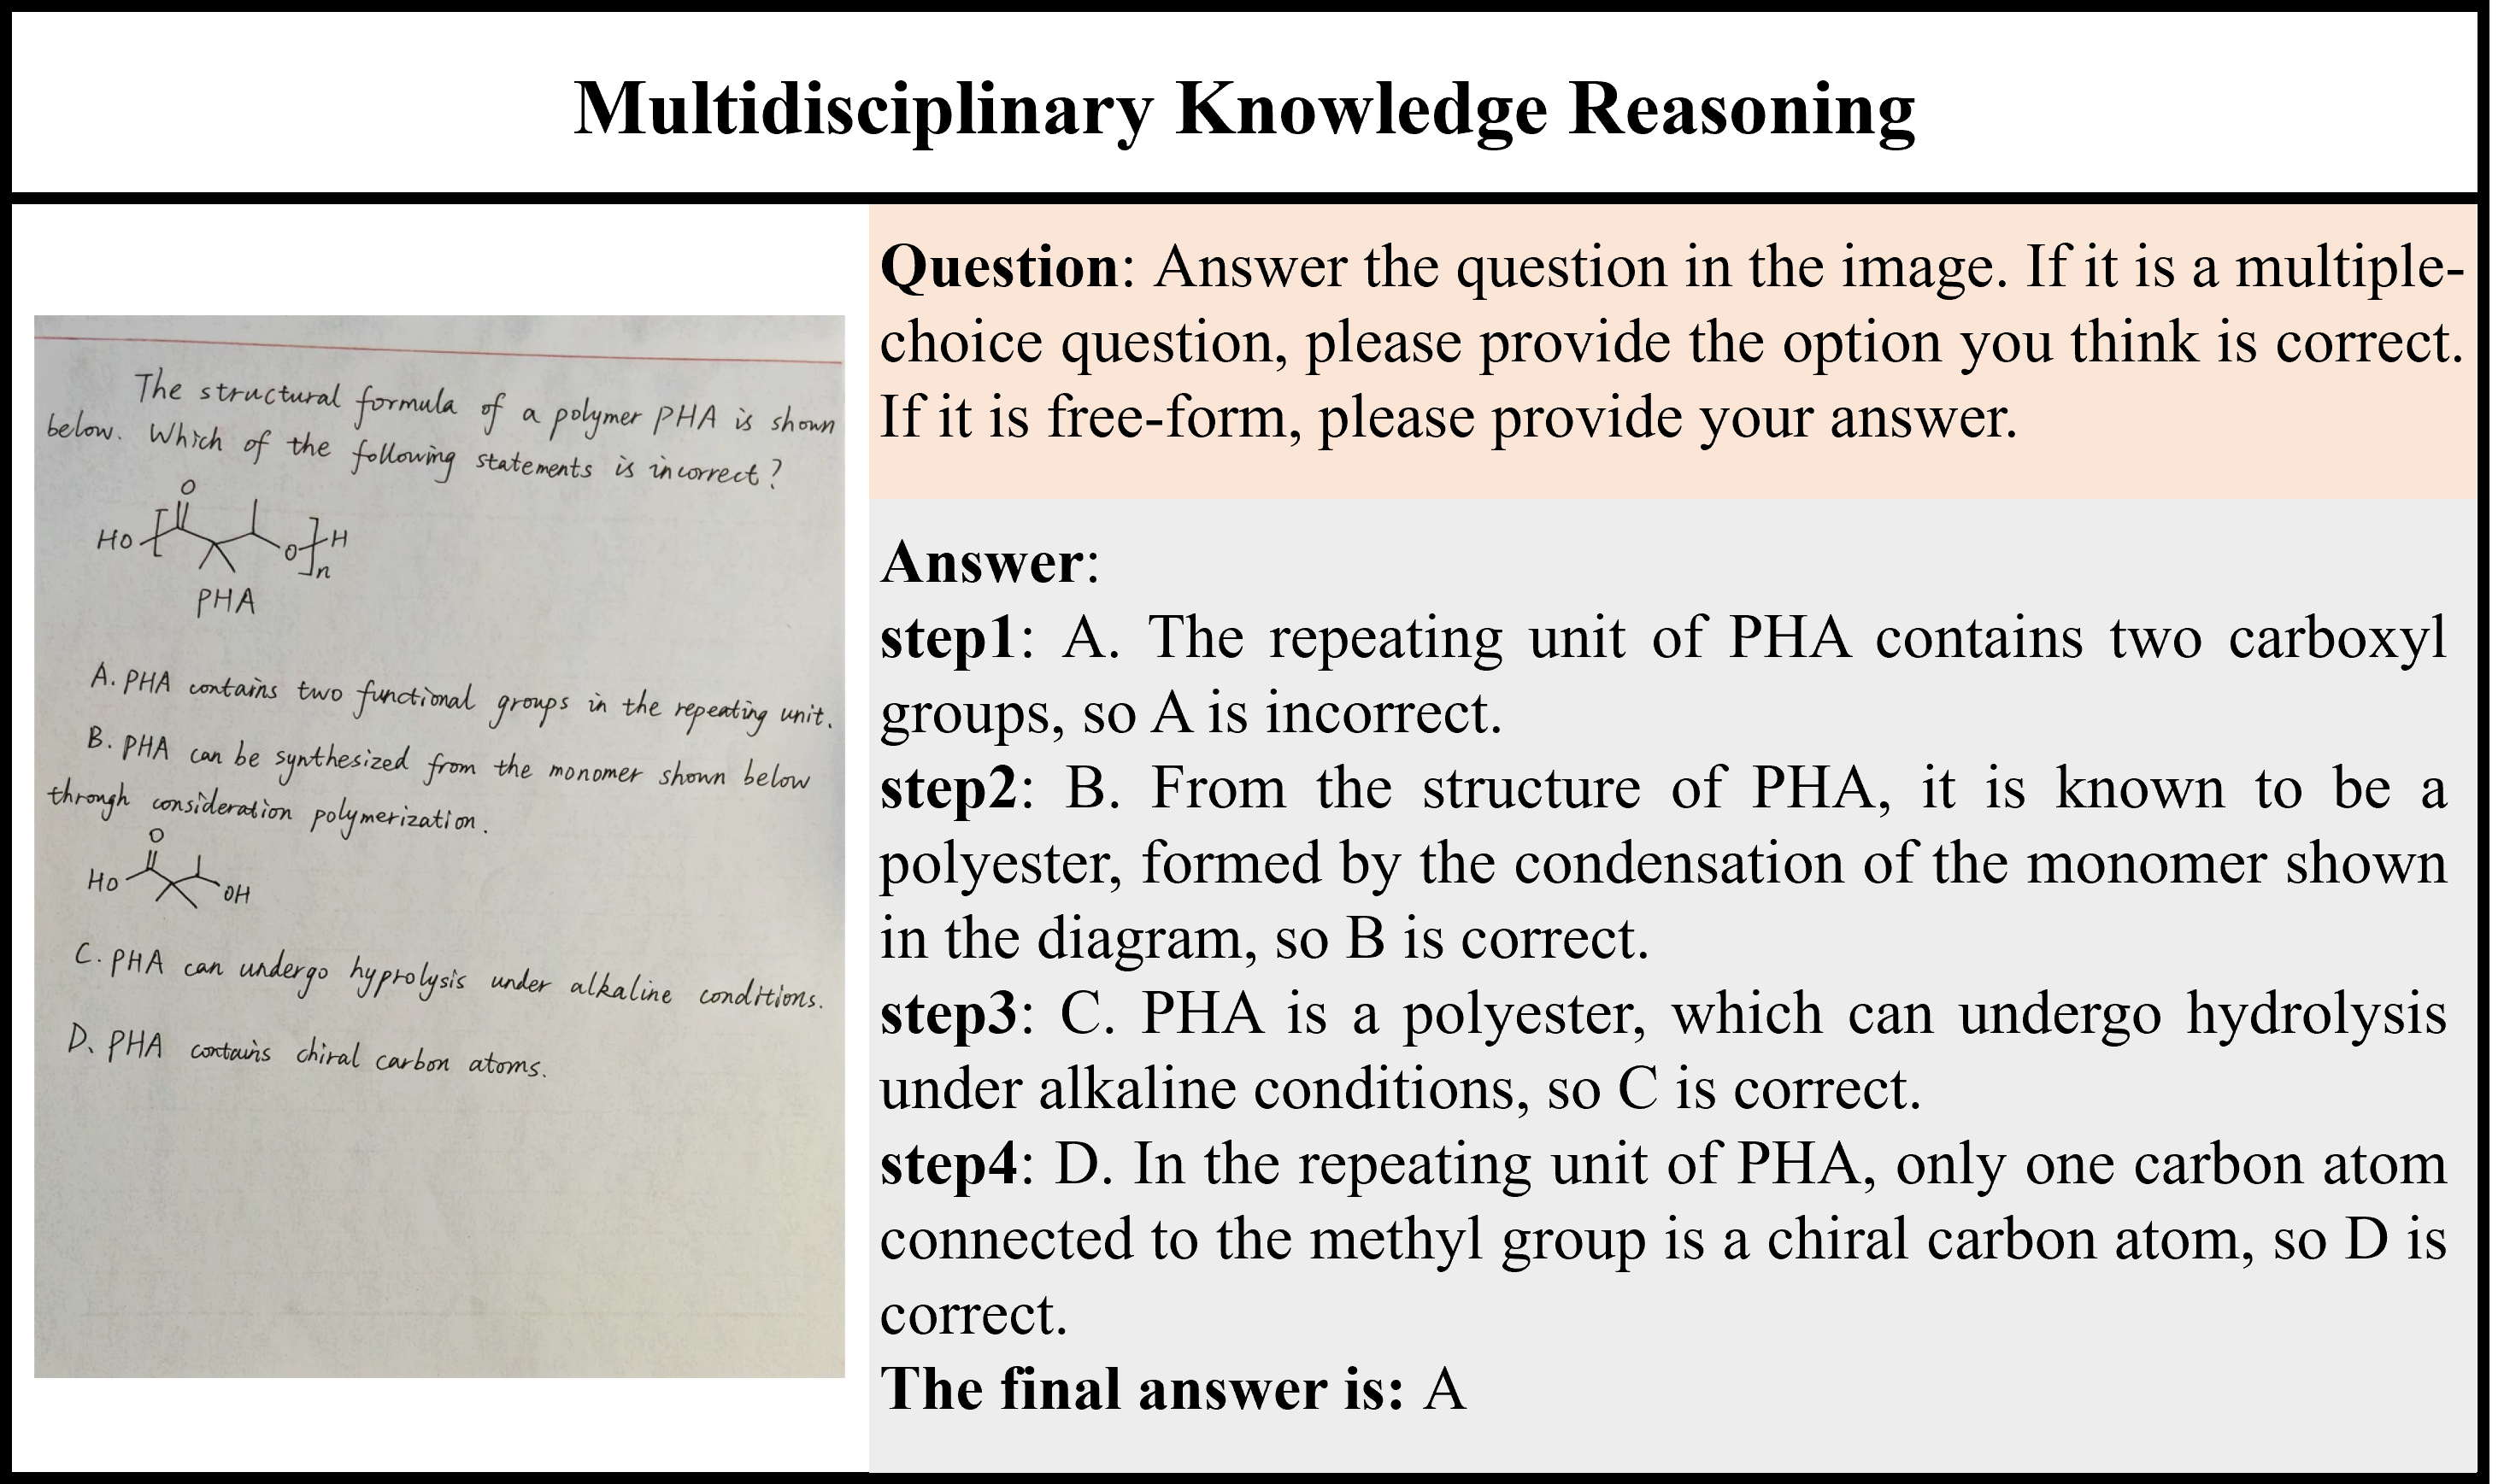 Multidisciplinary Knowledge Reasoning
The structural formula of a polymer PHA is shown
below. Which of the following statements is incorrect?
O
HO [ O ] H
n
PHA
A. PHA contains two functional groups in the repeating unit.
B. PHA can be synthesized from the monomer shown below
through consideration polymerization.
O
HO OH
C. PHA can undergo hyprolysis under alkaline conditions.
D. PHA contains chiral carbon atoms.
Question: Answer the question in the image. If it is a multiple-
choice question, please provide the option you think is correct.
If it is free-form, please provide your answer.
Answer:
step1: A. The repeating unit of PHA contains two carboxyl
groups, so A is incorrect.
step2: B. From the structure of PHA, it is known to be a
polyester, formed by the condensation of the monomer shown
in the diagram, so B is correct.
step3: C. PHA is a polyester, which can undergo hydrolysis
under alkaline conditions, so C is correct.
step4: D. In the repeating unit of PHA, only one carbon atom
connected to the methyl group is a chiral carbon atom, so D is
correct.
The final answer is: A